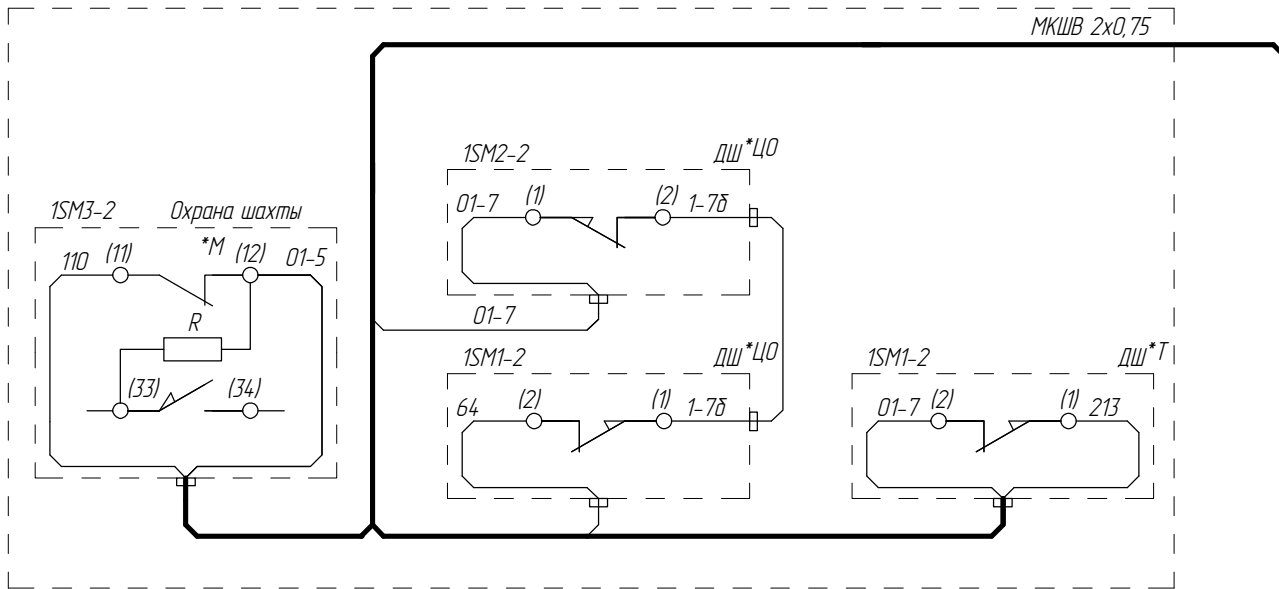 МКШВ 2x0,75
1SM2-2 ДШ*ЦО
01-7 (1) (2) 1-7б
01-7
1SM3-2 Охрана шахты
*М
110 (11) (12) 01-5
R
(33) (34)
1SM1-2 ДШ*ЦО
64 (2) (1) 1-7б
1SM1-2 ДШ*Т
01-7 (2) (1) 213